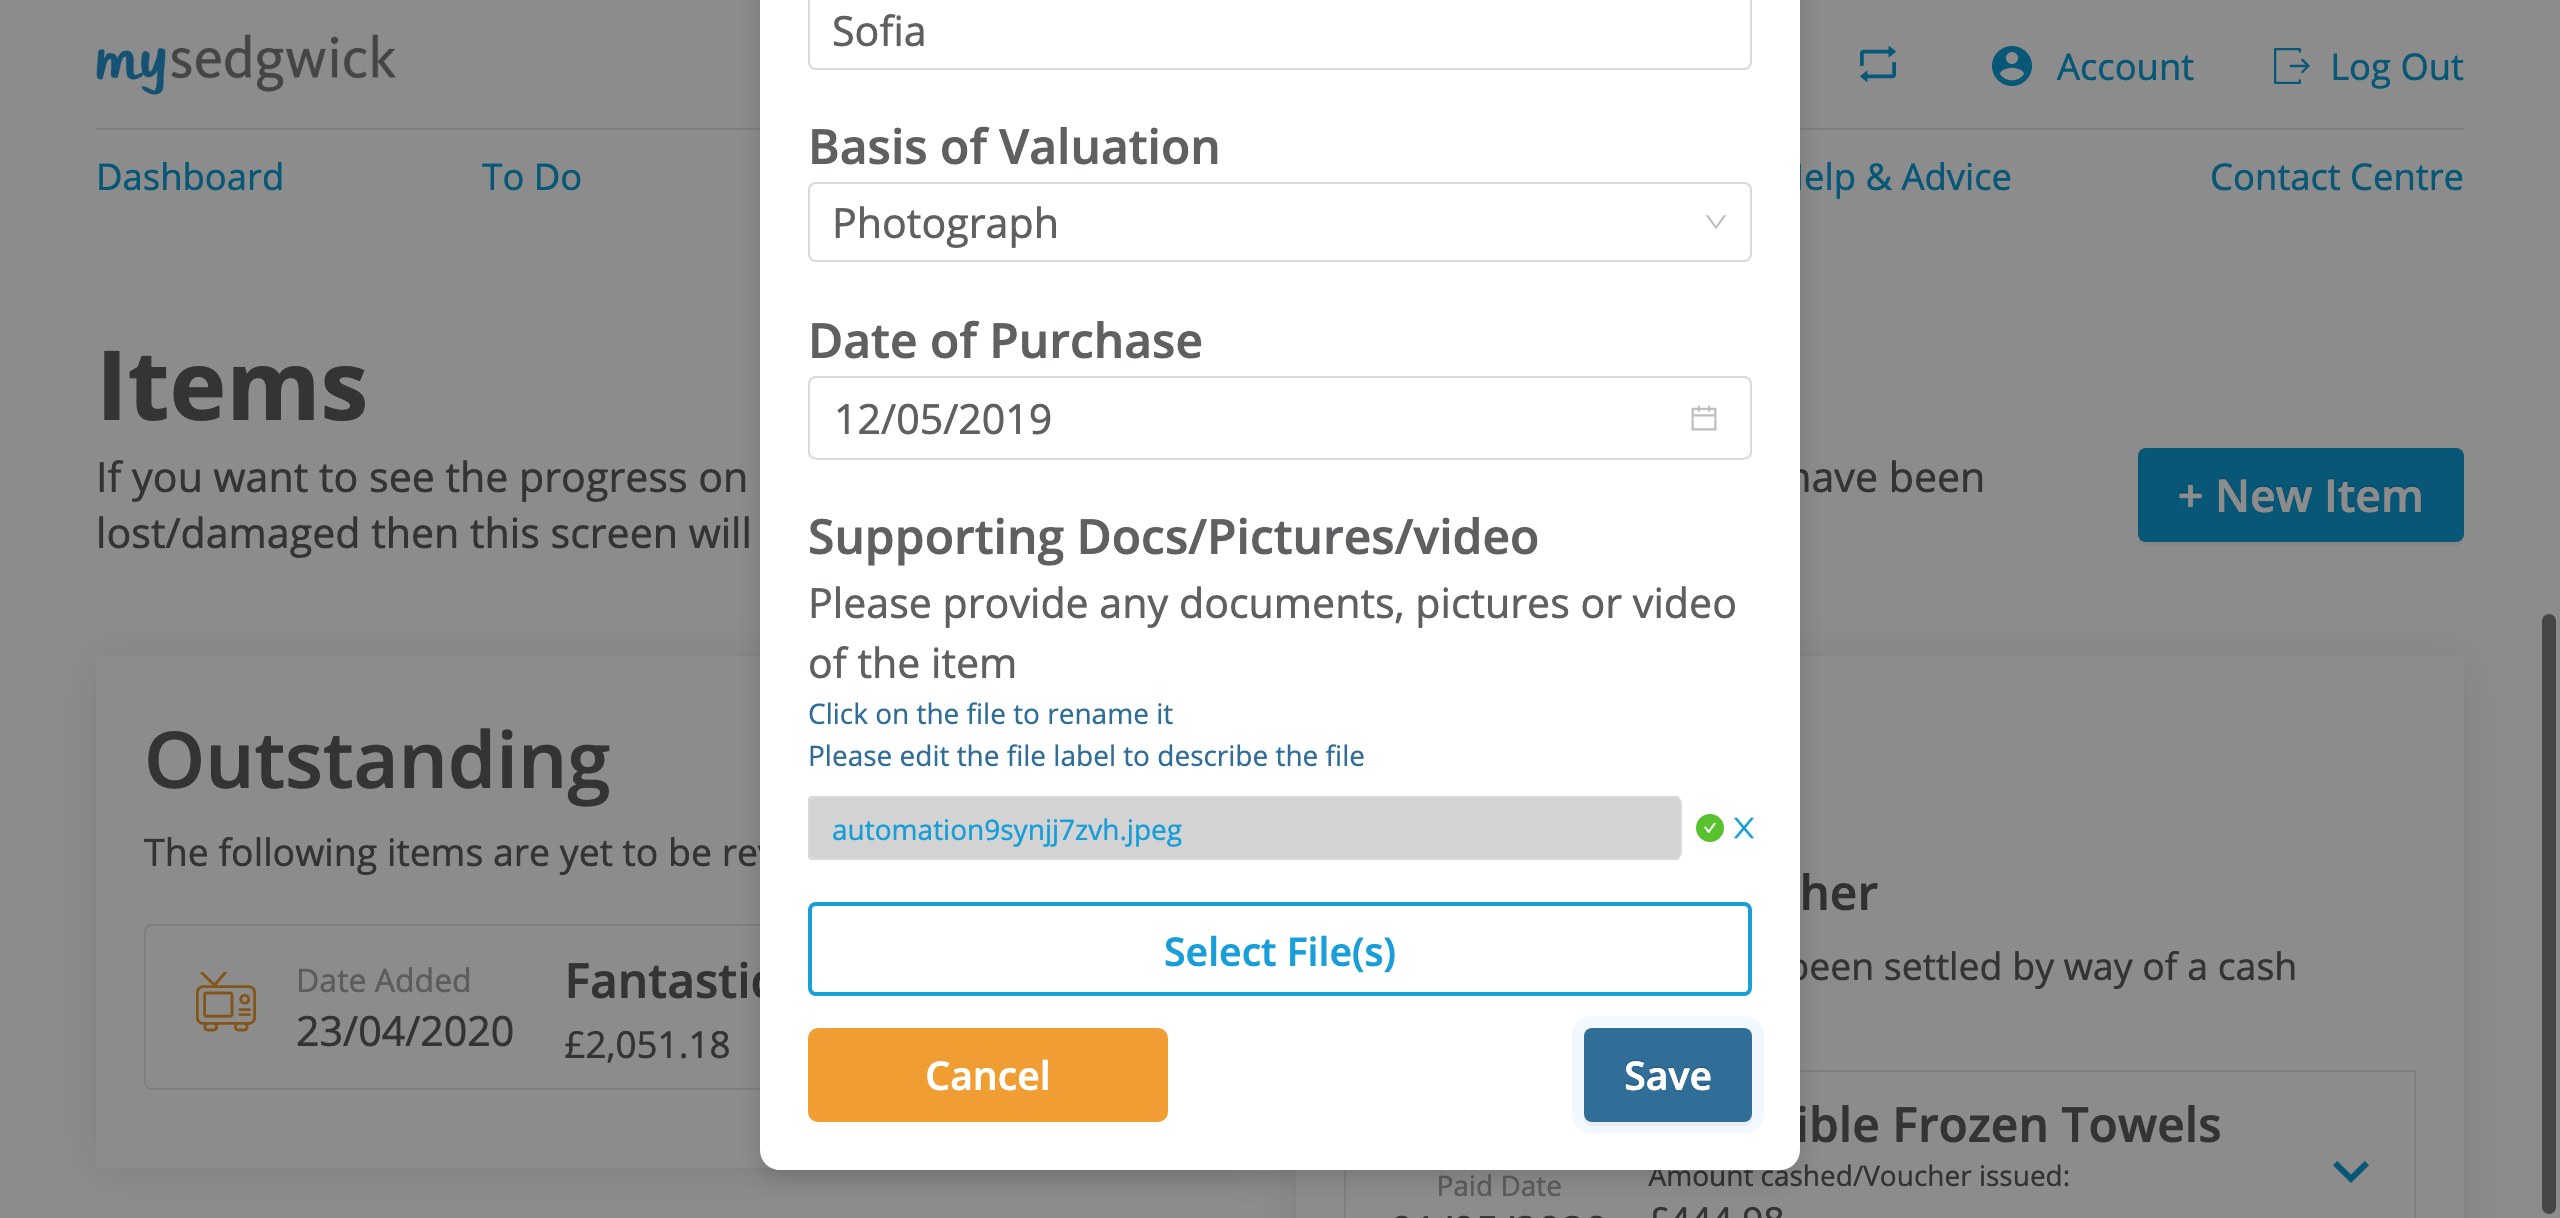 mysedgwick
Account
Log Out
Dashboard
To Do
elp & Advice
Contact Centre
Sofia
Basis of Valuation
Photograph
Date of Purchase
12/05/2019
Supporting Docs/Pictures/video
Please provide any documents, pictures or video
of the item
Click on the file to rename it
Please edit the file label to describe the file
automation9synjj7zvh.jpeg
Select File(s)
Cancel
Save
Items
If you want to see the progress on
lost/damaged then this screen will
have been
+ New Item
Outstanding
The following items are yet to be re
Date Added
23/04/2020
Fantastic
£2,051.18
her
been settled by way of a cash
ible Frozen Towels
Amount cashed/Voucher issued:
Paid Date